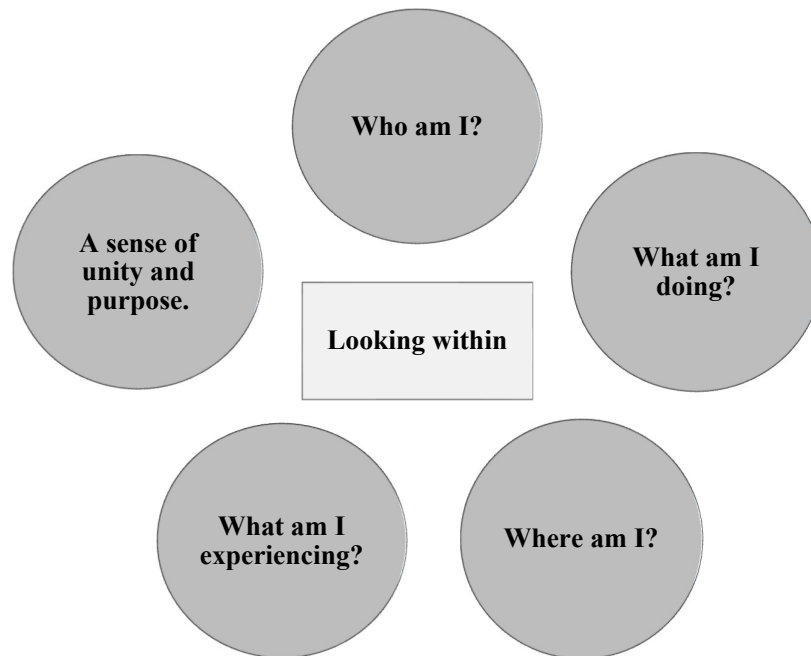 Who am I?
What am I
doing?
Where am I?
What am I
experiencing?
A sense of
unity and
purpose.
Looking within